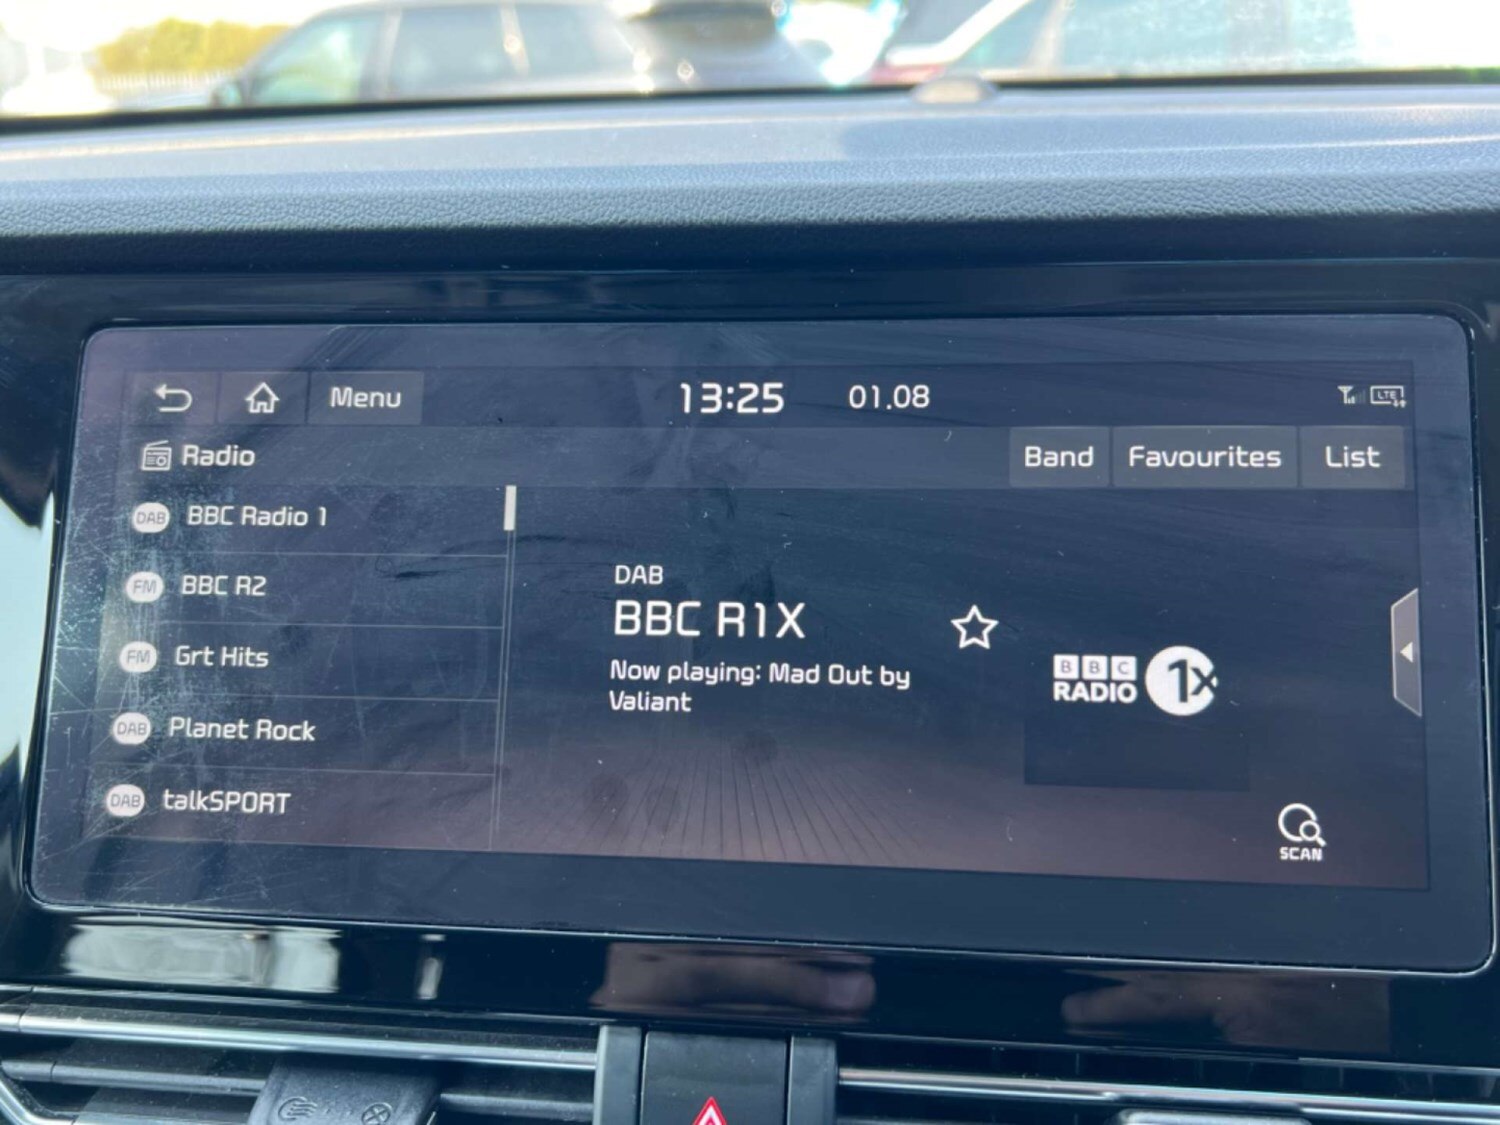 Menu
13:25
01.08
LTE
Radio
Band
Favourites
List
DAB BBC Radio 1
FM BBC R2
FM Grt Hits
DAB Planet Rock
DAB talkSPORT
DAB
BBC R1X
Now playing: Mad Out by
Valiant
BBC
RADIO 1x
SCAN